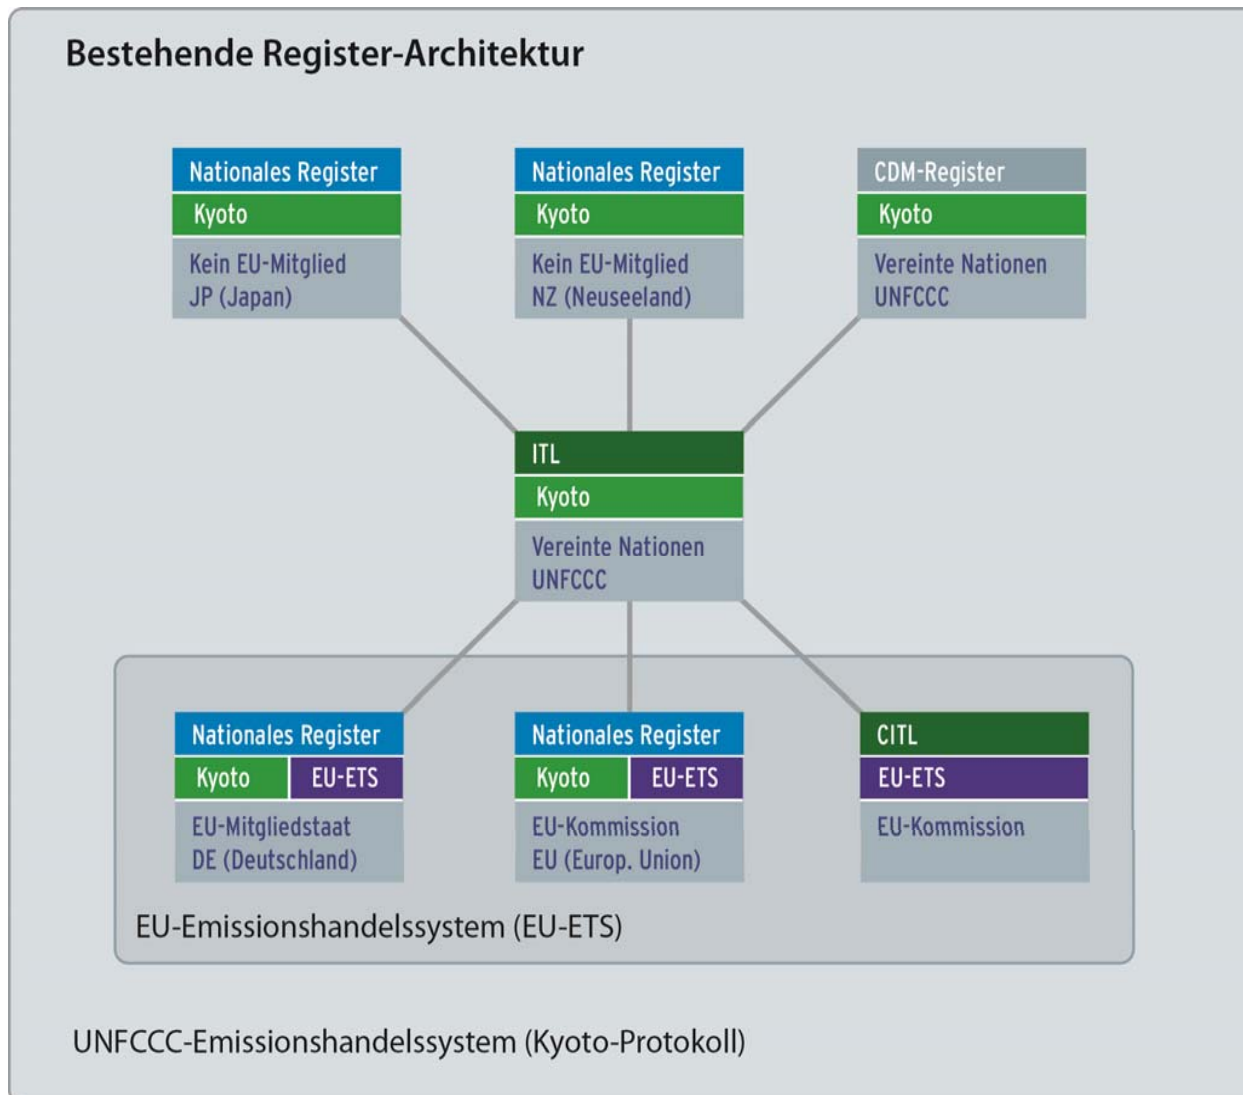 Bestehende Register-Architektur
Nationales Register
Kyoto
Kein EU-Mitglied
JP (Japan)
Nationales Register
Kyoto
Kein EU-Mitglied
NZ (Neuseeland)
CDM-Register
Kyoto
Vereinte Nationen
UNFCCC
ITL
Kyoto
Vereinte Nationen
UNFCCC
Nationales Register
Kyoto EU-ETS
EU-Mitgliedstaat
DE (Deutschland)
Nationales Register
Kyoto EU-ETS
EU-Kommission
EU (Europ. Union)
CITL
EU-ETS
EU-Kommission
EU-Emissionshandelssystem (EU-ETS)
UNFCCC-Emissionshandelssystem (Kyoto-Protokoll)